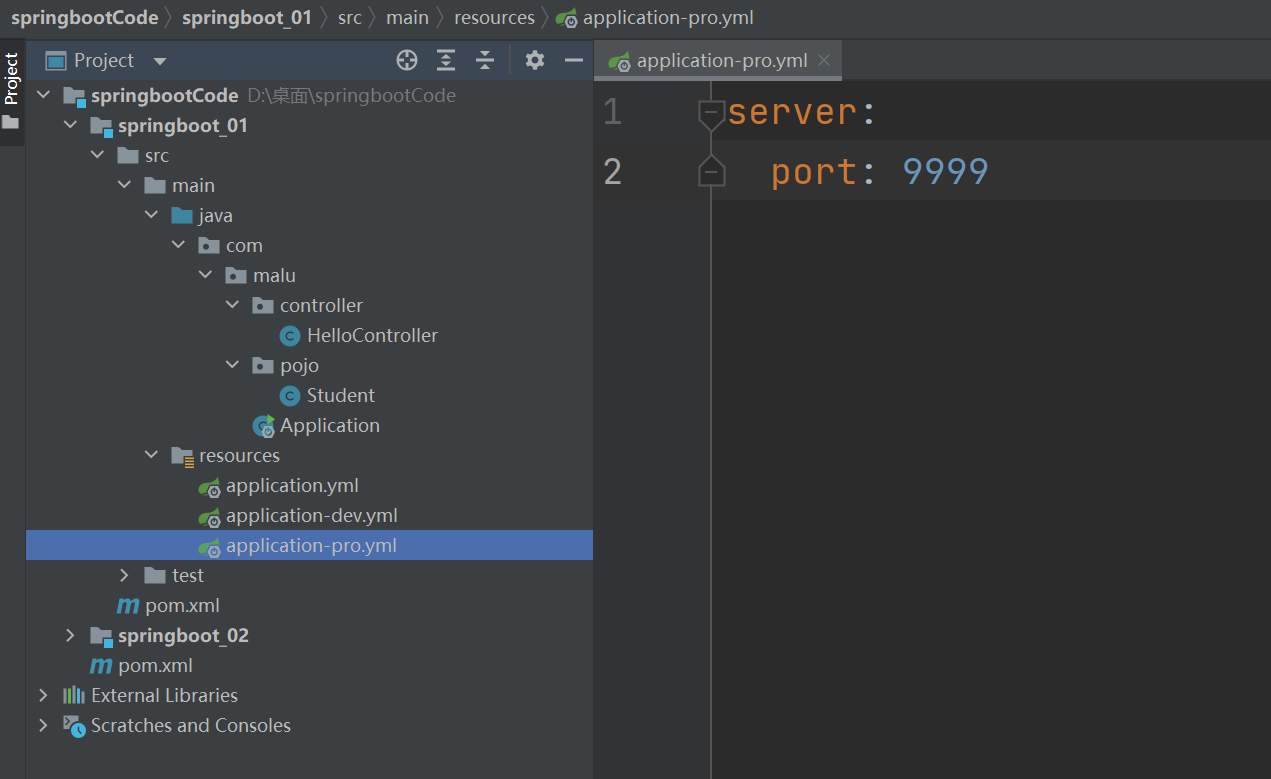 springbootCode springboot_01 src main resources application-pro.yml
Project
Project
application-pro.yml
springbootCode D:\桌面\springbootCode
springboot_01
src
main
java
com
malu
controller
HelloController
pojo
Student
Application
resources
application.yml
application-dev.yml
application-pro.yml
test
pom.xml
springboot_02
pom.xml
External Libraries
Scratches and Consoles
1 server:
2 port: 9999